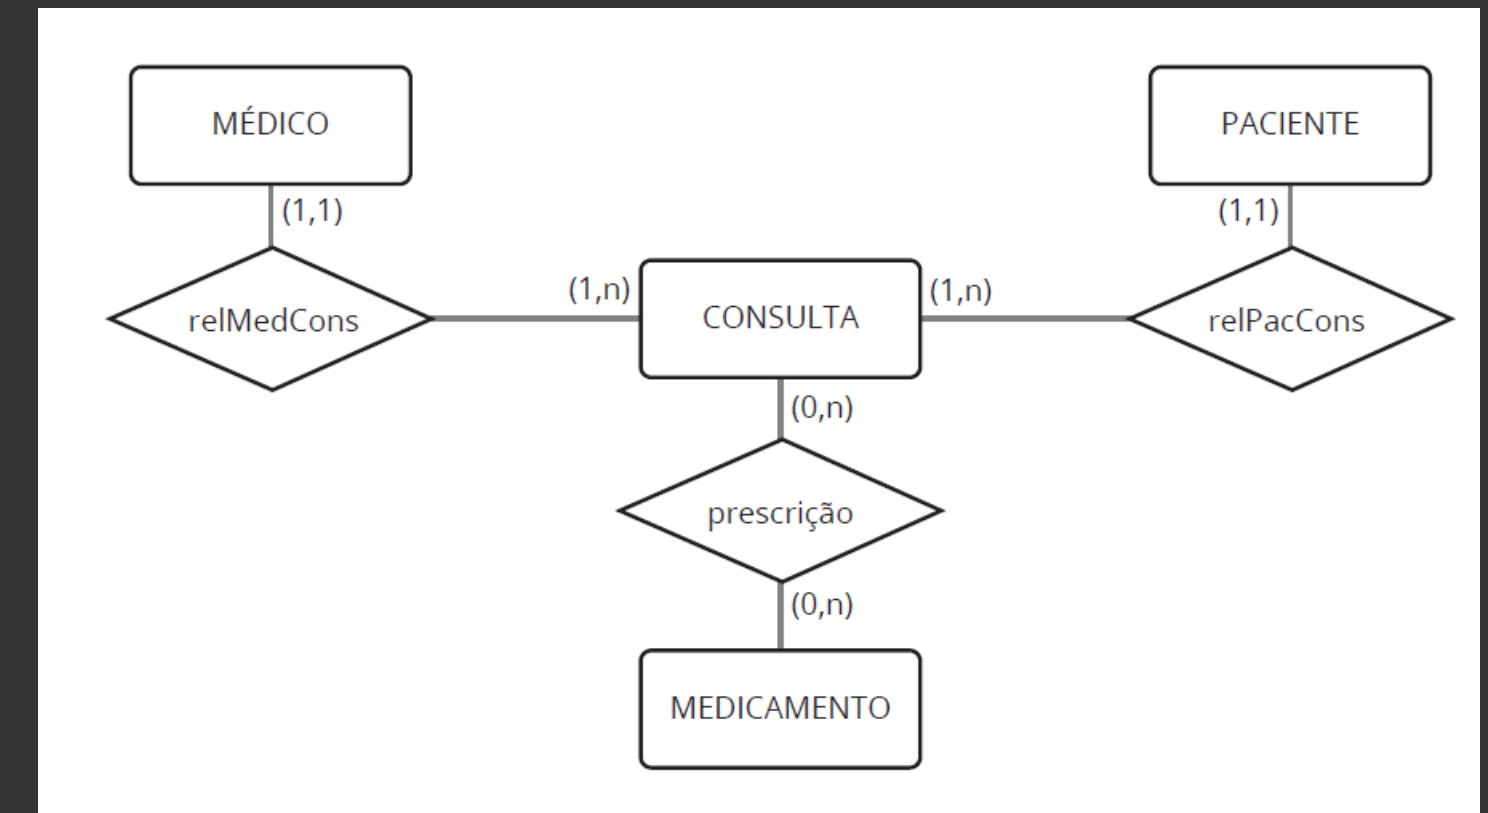 MÉDICO
PACIENTE
(1,1)
(1,1)
relMedCons
(1,n)
CONSULTA
(1,n)
relPacCons
(0,n)
prescrição
(0,n)
MEDICAMENTO